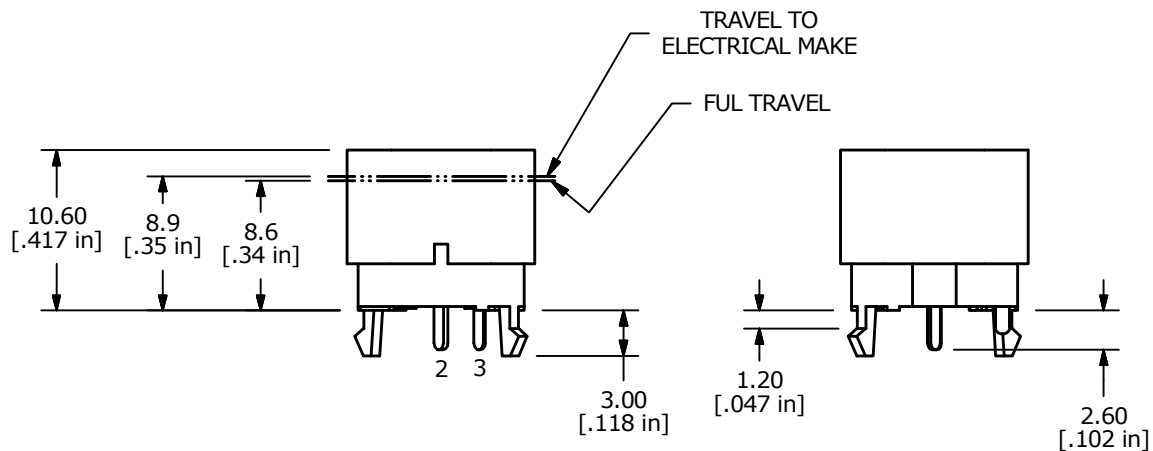 TRAVEL TO
ELECTRICAL MAKE
FUL TRAVEL
10.60
[.417 in]
8.9
[.35 in]
8.6
[.34 in]
2 3
3.00
[.118 in]
1.20
[.047 in]
2.60
[.102 in]